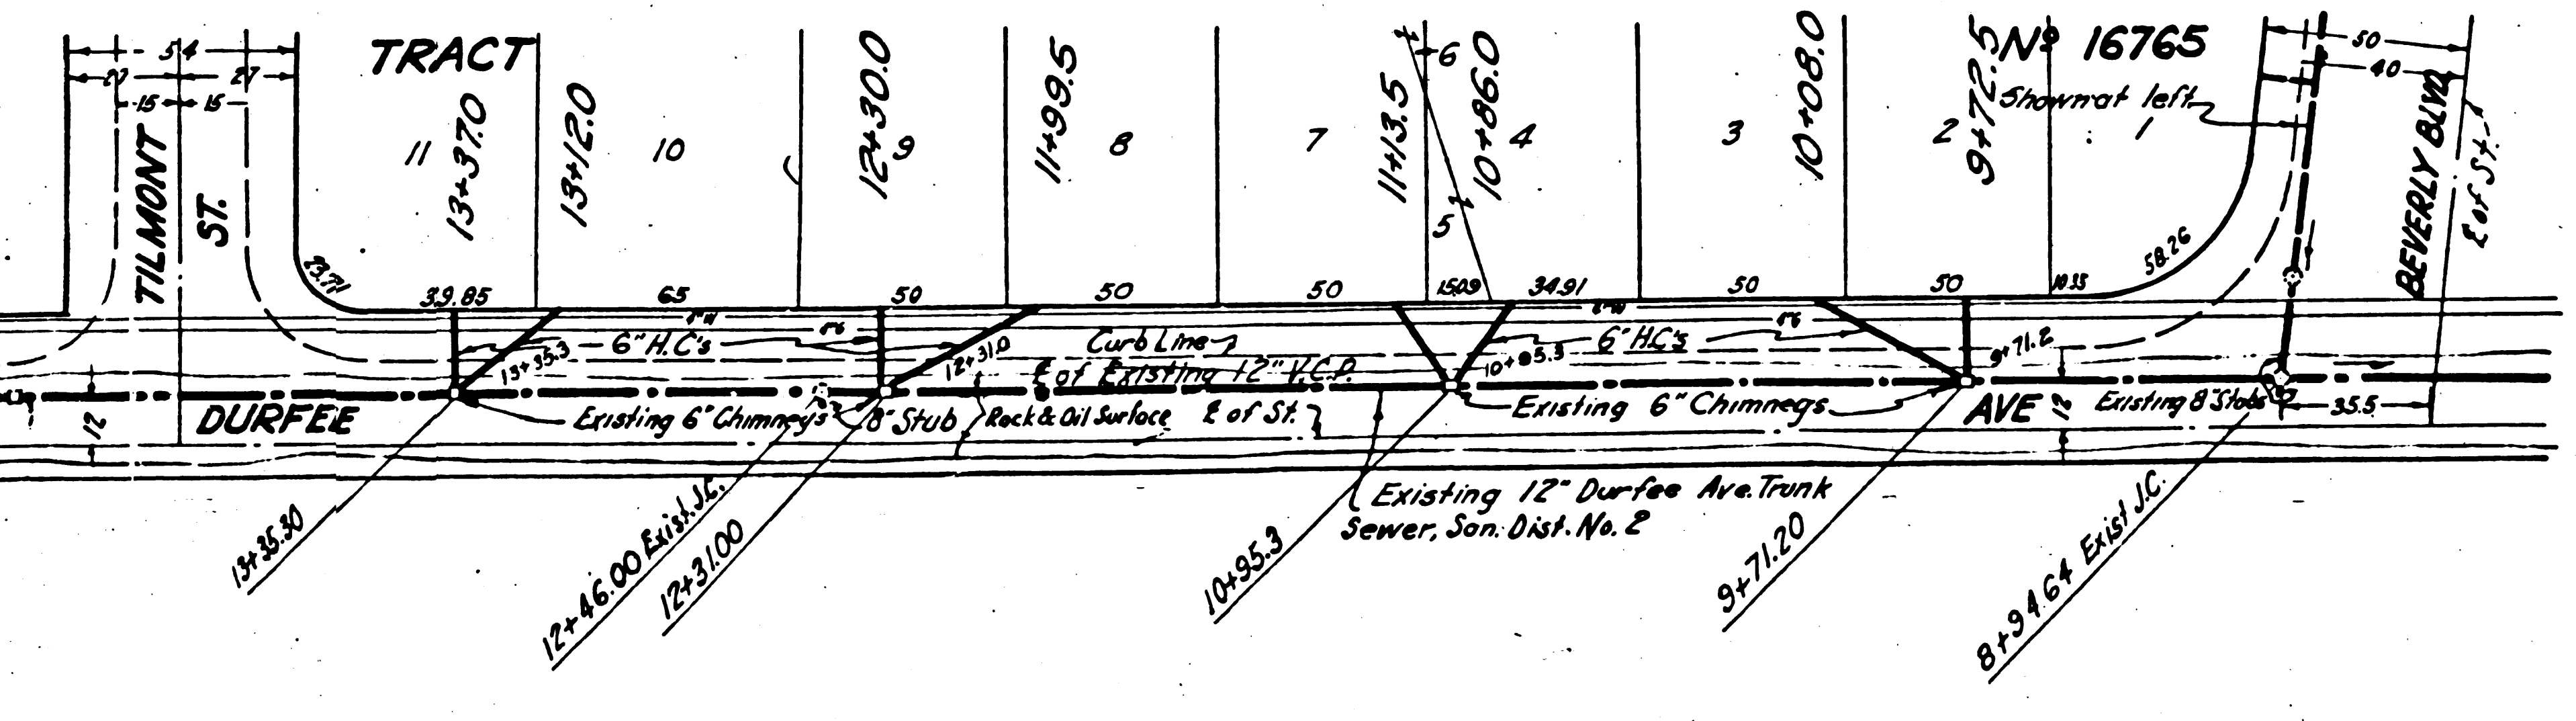 54
27 27
15 15
TRACT
Nº 16765
Shown at left
50
40
TILMONT
ST.
BEVERLY BLVD
℄ of St.
11
13+37.0
13+12.0
10
12+30.0
9
11+99.5
8
7
11+13.5
6
5
10+86.0
4
3
10+08.0
2
9+72.5
1
23.71
39.85
65
50
50
50
15.09
34.91
50
50
10.55
58.26
6" H.C's
Curb Line
6" H.C's
13+35.3
12+31.0
10+95.3
9+71.2
℄ of Existing 12" V.C.P.
12
DURFEE
Existing 6" Chimneys
8" Stub
Rock & Oil Surface
℄ of St.
Existing 6" Chimneys
AVE
12
Existing 8" Stubs
35.5
Existing 12" Durfee Ave. Trunk
Sewer, San. Dist. No. 2
13+35.30
12+46.00 Exist. J.C.
12+31.00
10+95.3
9+71.20
8+94.64 Exist J.C.